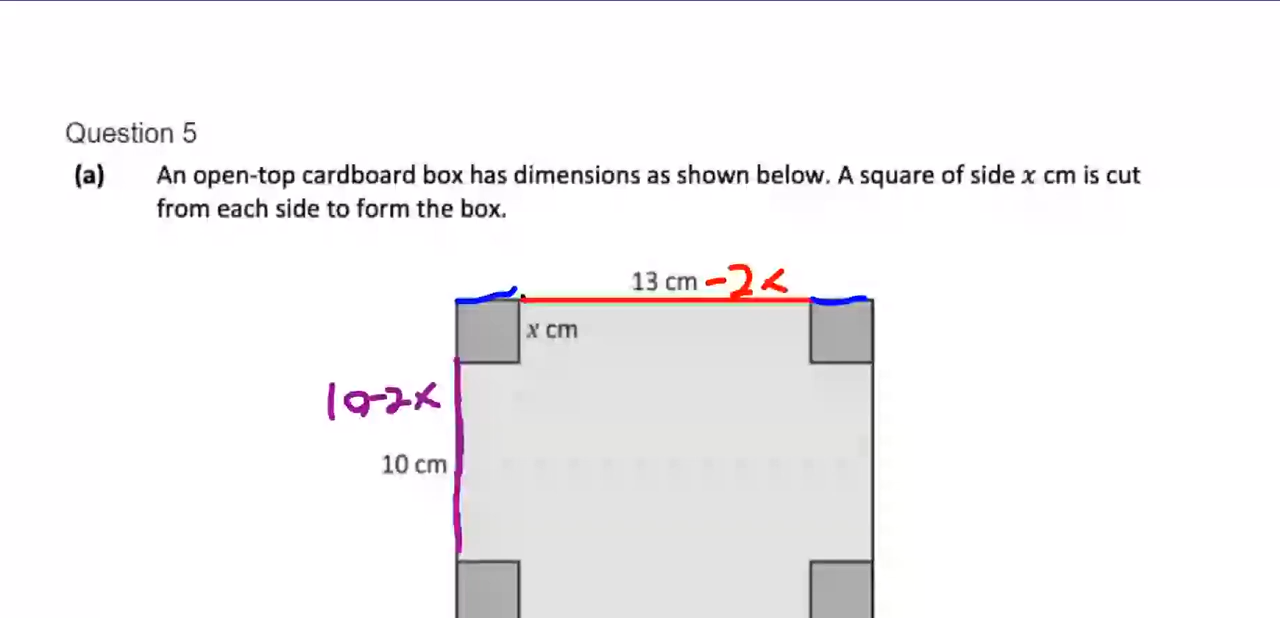 Question 5
(a) An open-top cardboard box has dimensions as shown below. A square of side x cm is cut
from each side to form the box.
13 cm -2x
x cm
10-2x
10 cm